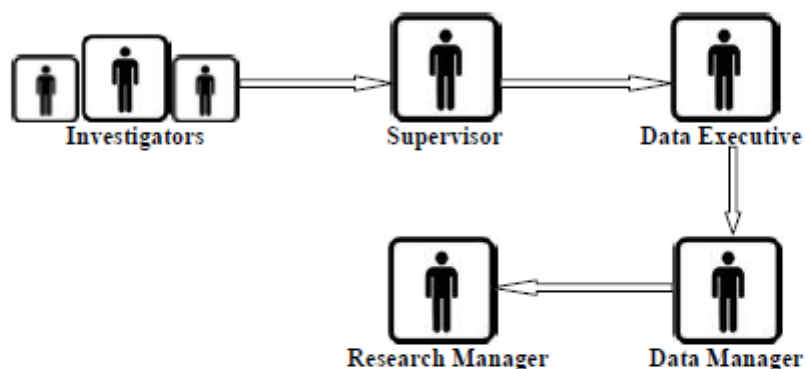 Investigators
Supervisor
Data Executive
Research Manager
Data Manager